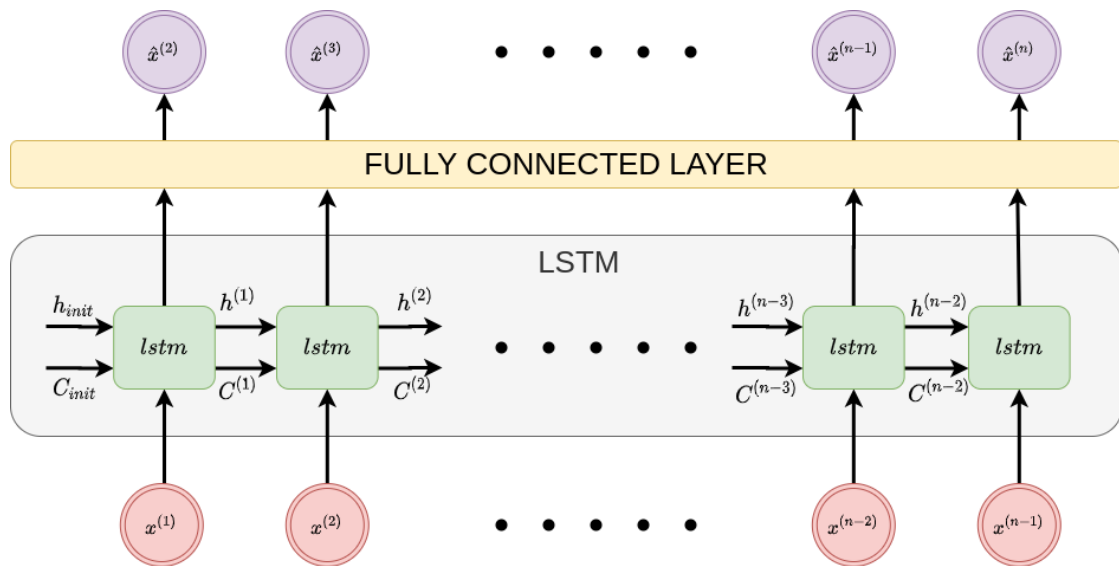 x̂^(2) x̂^(3) x̂^(n−1) x̂^(n)
FULLY CONNECTED LAYER
LSTM
h_init h^(1) h^(2) h^(n−3) h^(n−2)
lstm lstm lstm lstm
C_init C^(1) C^(2) C^(n−3) C^(n−2)
x^(1) x^(2) x^(n−2) x^(n−1)